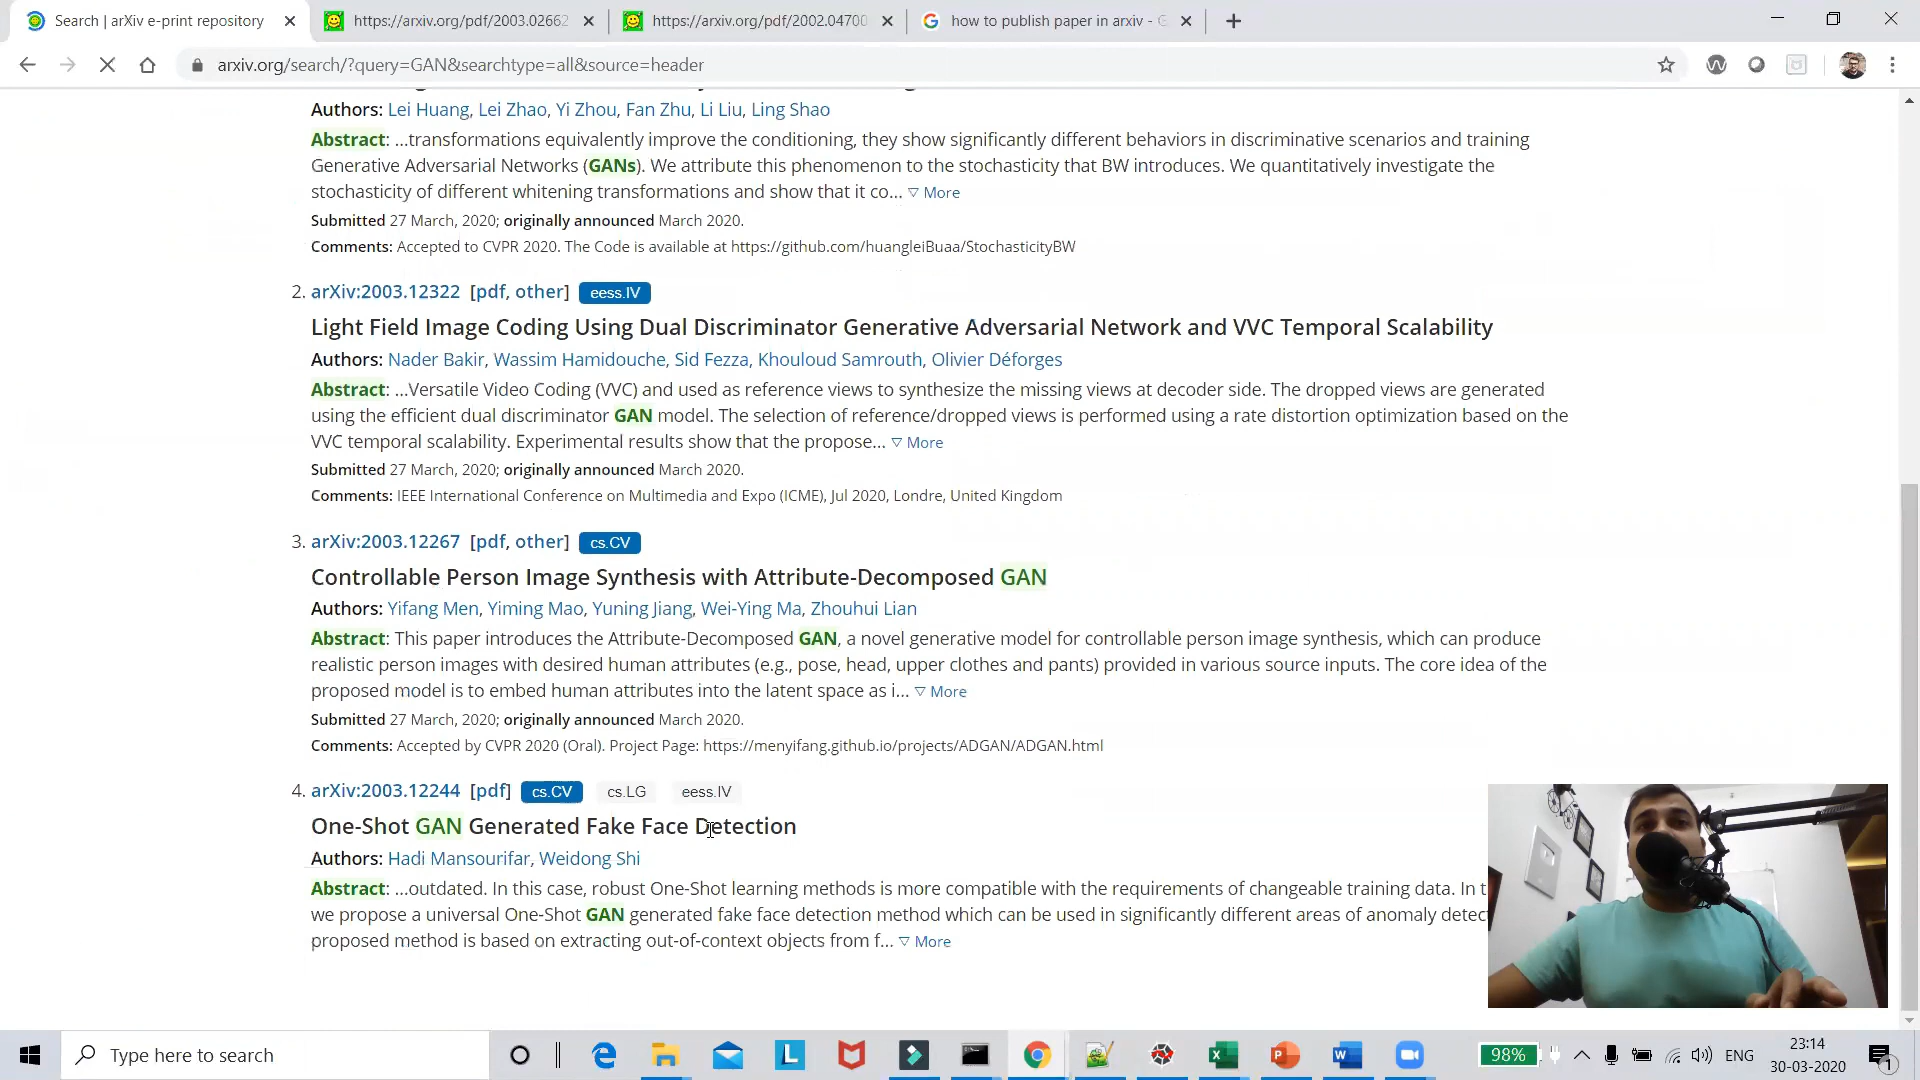 Search | arXiv e-print repository
https://arxiv.org/pdf/2003.02662
https://arxiv.org/pdf/2002.04700
how to publish paper in arxiv - G
arxiv.org/search/?query=GAN&searchtype=all&source=header
Authors: Lei Huang, Lei Zhao, Yi Zhou, Fan Zhu, Li Liu, Ling Shao
Abstract: ...transformations equivalently improve the conditioning, they show significantly different behaviors in discriminative scenarios and training
Generative Adversarial Networks (GANs). We attribute this phenomenon to the stochasticity that BW introduces. We quantitatively investigate the
stochasticity of different whitening transformations and show that it co... ▽ More
Submitted 27 March, 2020; originally announced March 2020.
Comments: Accepted to CVPR 2020. The Code is available at https://github.com/huangleiBuaa/StochasticityBW
2. arXiv:2003.12322 [pdf, other] eess.IV
Light Field Image Coding Using Dual Discriminator Generative Adversarial Network and VVC Temporal Scalability
Authors: Nader Bakir, Wassim Hamidouche, Sid Fezza, Khouloud Samrouth, Olivier Déforges
Abstract: ...Versatile Video Coding (VVC) and used as reference views to synthesize the missing views at decoder side. The dropped views are generated
using the efficient dual discriminator GAN model. The selection of reference/dropped views is performed using a rate distortion optimization based on the
VVC temporal scalability. Experimental results show that the propose... ▽ More
Submitted 27 March, 2020; originally announced March 2020.
Comments: IEEE International Conference on Multimedia and Expo (ICME), Jul 2020, Londre, United Kingdom
3. arXiv:2003.12267 [pdf, other] cs.CV
Controllable Person Image Synthesis with Attribute-Decomposed GAN
Authors: Yifang Men, Yiming Mao, Yuning Jiang, Wei-Ying Ma, Zhouhui Lian
Abstract: This paper introduces the Attribute-Decomposed GAN, a novel generative model for controllable person image synthesis, which can produce
realistic person images with desired human attributes (e.g., pose, head, upper clothes and pants) provided in various source inputs. The core idea of the
proposed model is to embed human attributes into the latent space as i... ▽ More
Submitted 27 March, 2020; originally announced March 2020.
Comments: Accepted by CVPR 2020 (Oral). Project Page: https://menyifang.github.io/projects/ADGAN/ADGAN.html
4. arXiv:2003.12244 [pdf] cs.CV cs.LG eess.IV
One-Shot GAN Generated Fake Face Detection
Authors: Hadi Mansourifar, Weidong Shi
Abstract: ...outdated. In this case, robust One-Shot learning methods is more compatible with the requirements of changeable training data. In t
we propose a universal One-Shot GAN generated fake face detection method which can be used in significantly different areas of anomaly detec
proposed method is based on extracting out-of-context objects from f... ▽ More
Type here to search
98%
ENG
23:14
30-03-2020
1